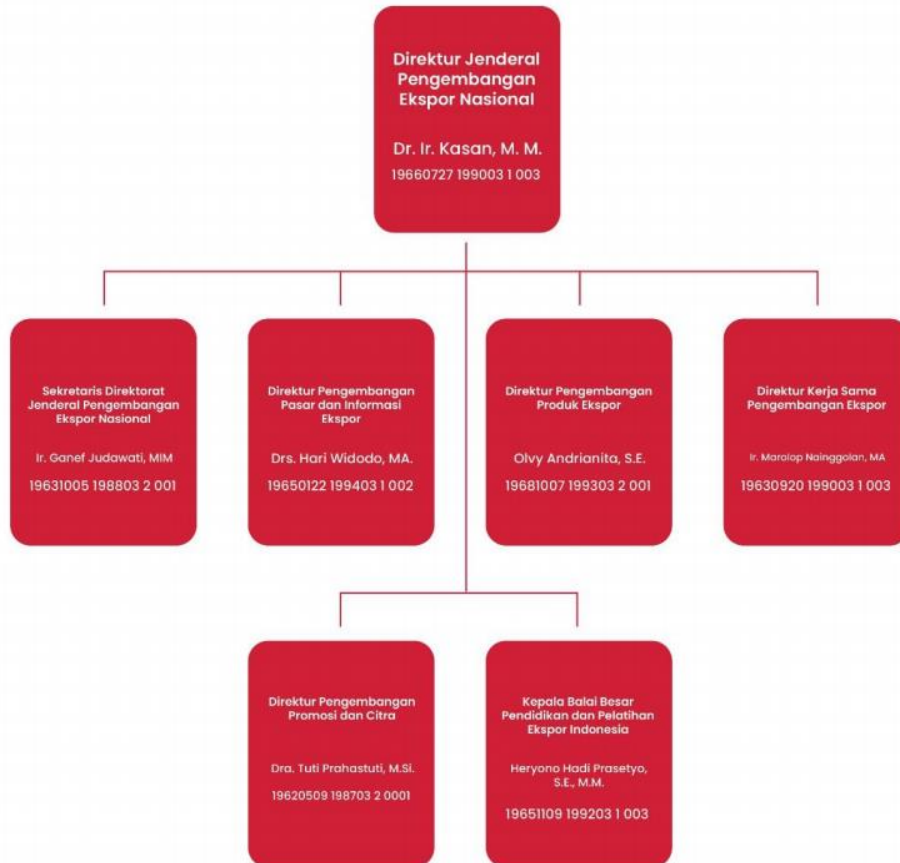 Direktur Jenderal
Pengembangan
Ekspor Nasional
Dr. Ir. Kasan, M. M.
19660727 199003 1 003
Sekretaris Direktorat
Jenderal Pengembangan
Ekspor Nasional
Ir. Ganef Judawati, MIM
19631005 198803 2 001
Direktur Pengembangan
Pasar dan Informasi
Ekspor
Drs. Hari Widodo, MA.
19650122 199403 1 002
Direktur Pengembangan
Produk Ekspor
Olvy Andrianita, S.E.
19681007 199303 2 001
Direktur Kerja Sama
Pengembangan Ekspor
Ir. Marolop Nainggolan, MA
19630920 199003 1 003
Direktur Pengembangan
Promosi dan Citra
Dra. Tuti Prahastuti, M.Si.
19620509 198703 2 0001
Kepala Balai Besar
Pendidikan dan Pelatihan
Ekspor Indonesia
Heryono Hadi Prasetyo,
S.E., M.M.
19651109 199203 1 003